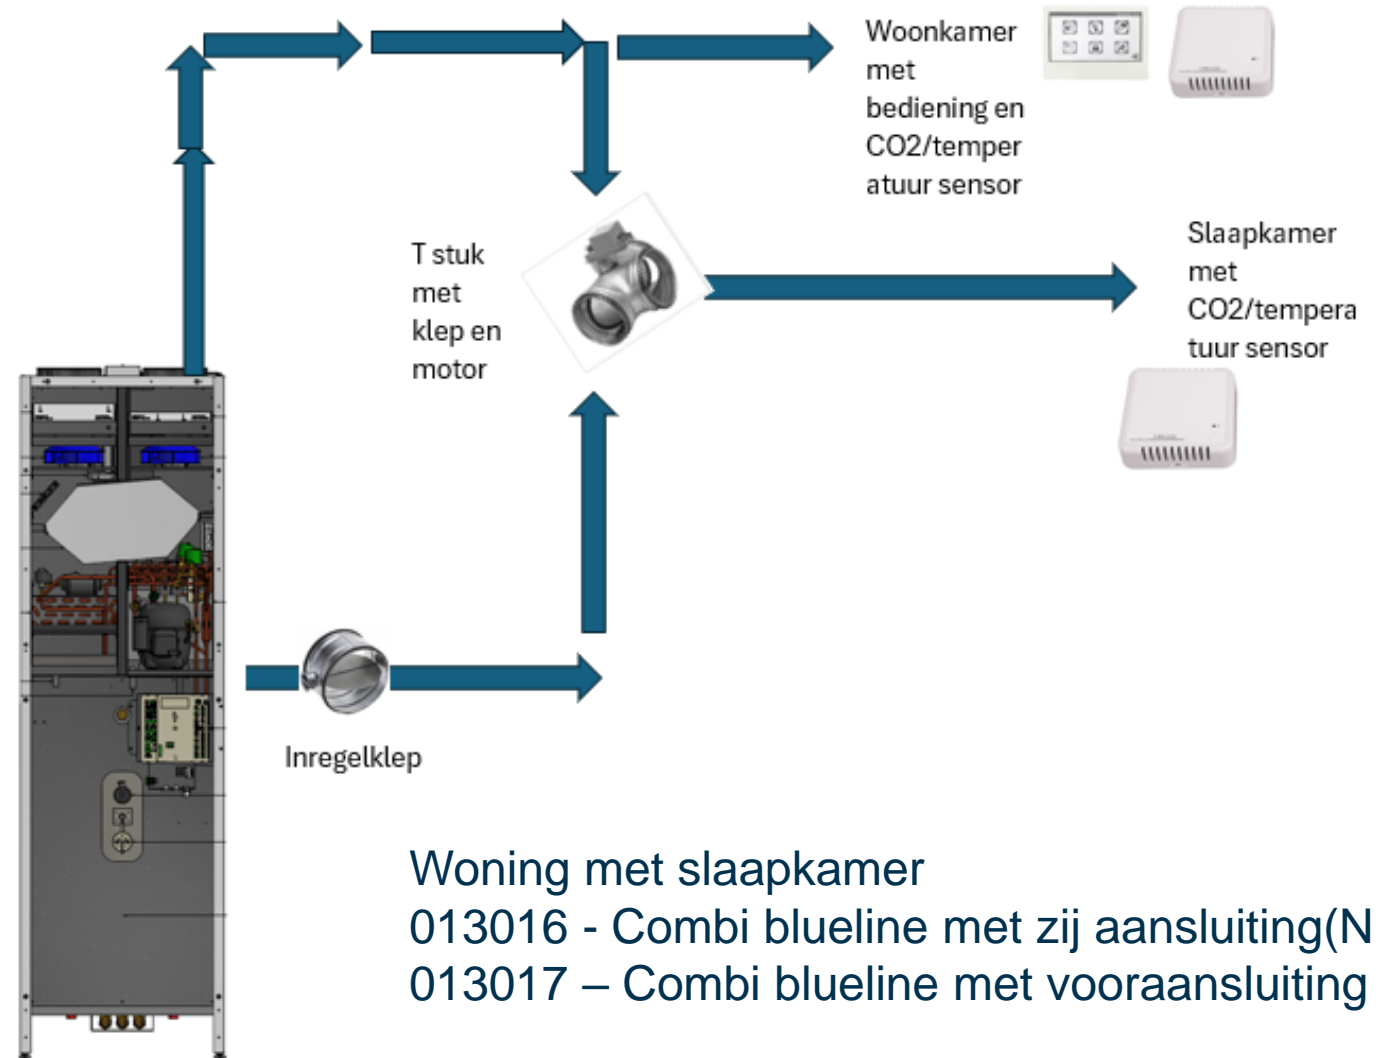 Woonkamer
met
bediening en
CO2/temper
atuur sensor
T stuk
met
klep en
motor
Slaapkamer
met
CO2/tempera
tuur sensor
Inregelklep
Woning met slaapkamer
013016 - Combi blueline met zij aansluiting(N
013017 – Combi blueline met vooraansluiting